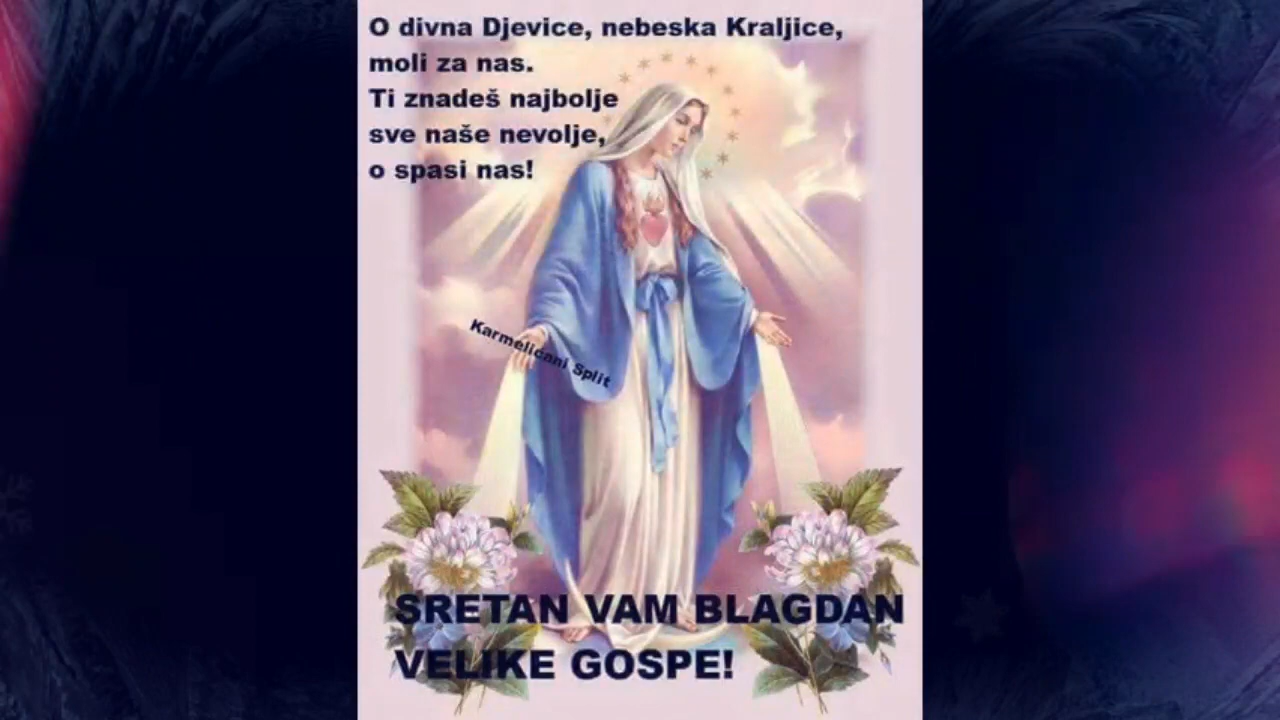 O divna Djevice, nebeska Kraljice,
moli za nas.
Ti znadeš najbolje
sve naše nevolje,
o spasi nas!
Karmelićani Split
SRETAN VAM BLAGDAN
VELIKE GOSPE!